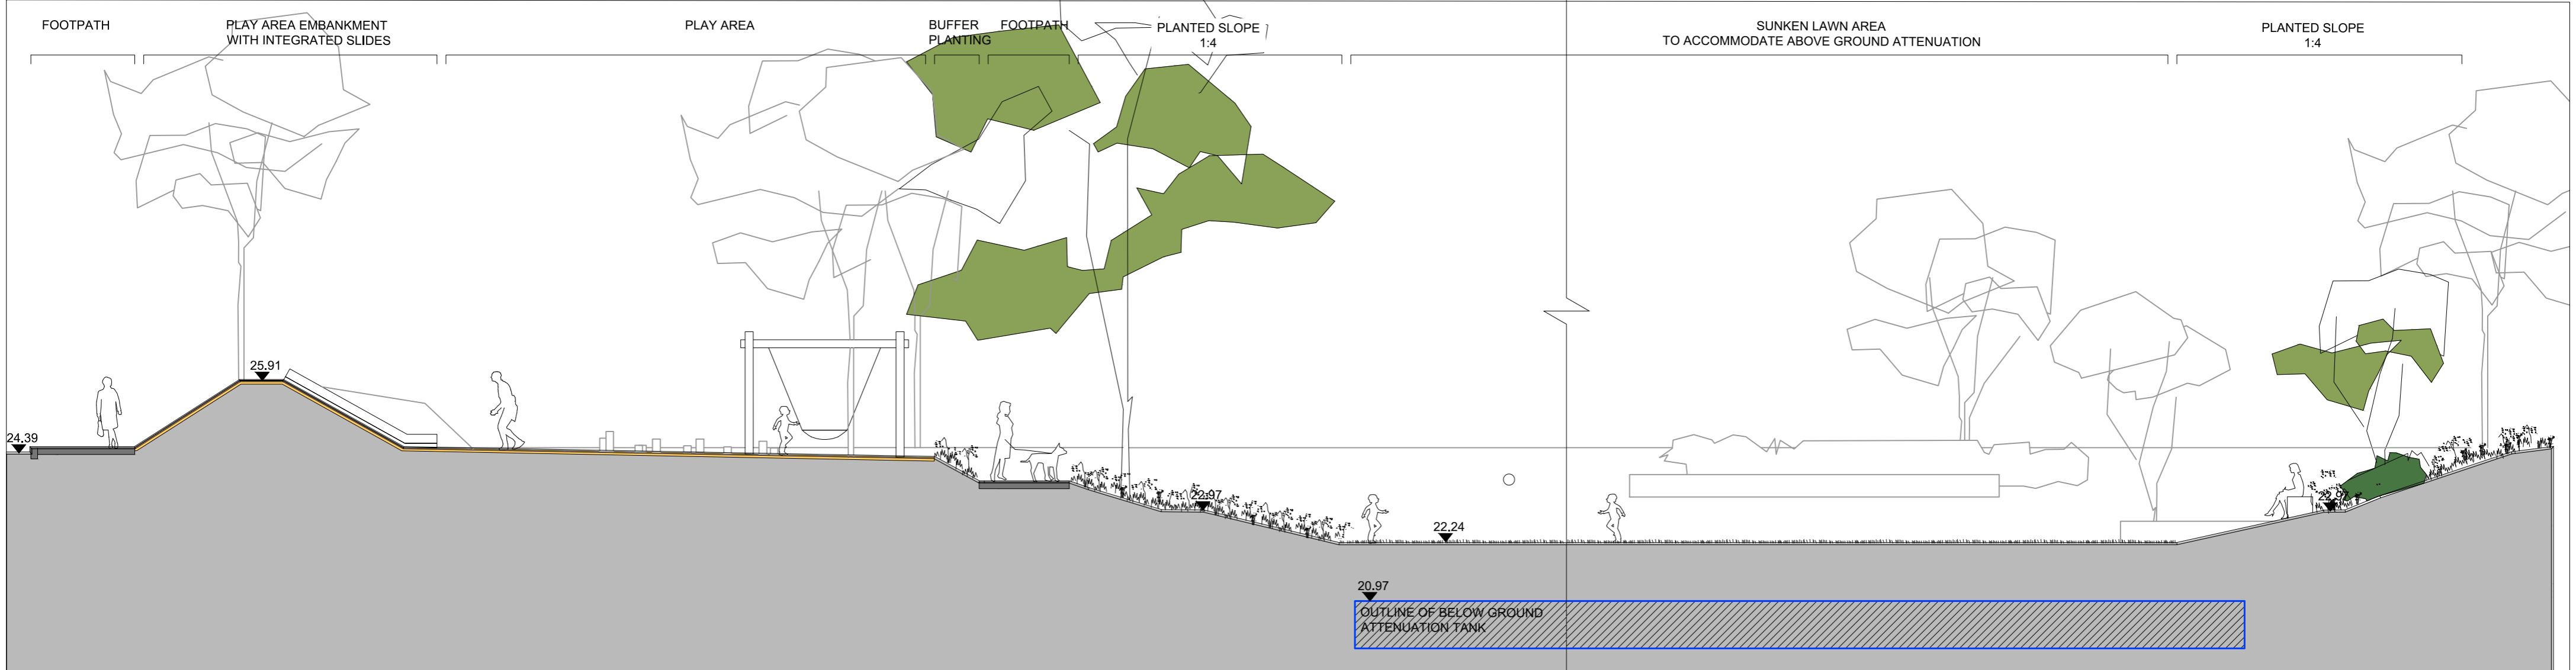 FOOTPATH
PLAY AREA EMBANKMENT
WITH INTEGRATED SLIDES
PLAY AREA
BUFFER
PLANTING
FOOTPATH
PLANTED SLOPE
1:4
SUNKEN LAWN AREA
TO ACCOMMODATE ABOVE GROUND ATTENUATION
PLANTED SLOPE
1:4
25.91
24.39
22.97
22.97
22.24
20.97
OUTLINE OF BELOW GROUND
ATTENUATION TANK